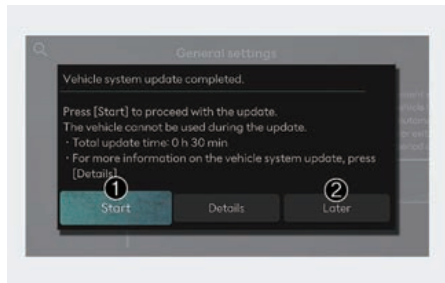 General settings
Vehicle system update completed.
Press [Start] to proceed with the update.
The vehicle cannot be used during the update.
· Total update time: 0 h 30 min
· For more information on the vehicle system update, press
[Details]
1
2
Start
Details
Later